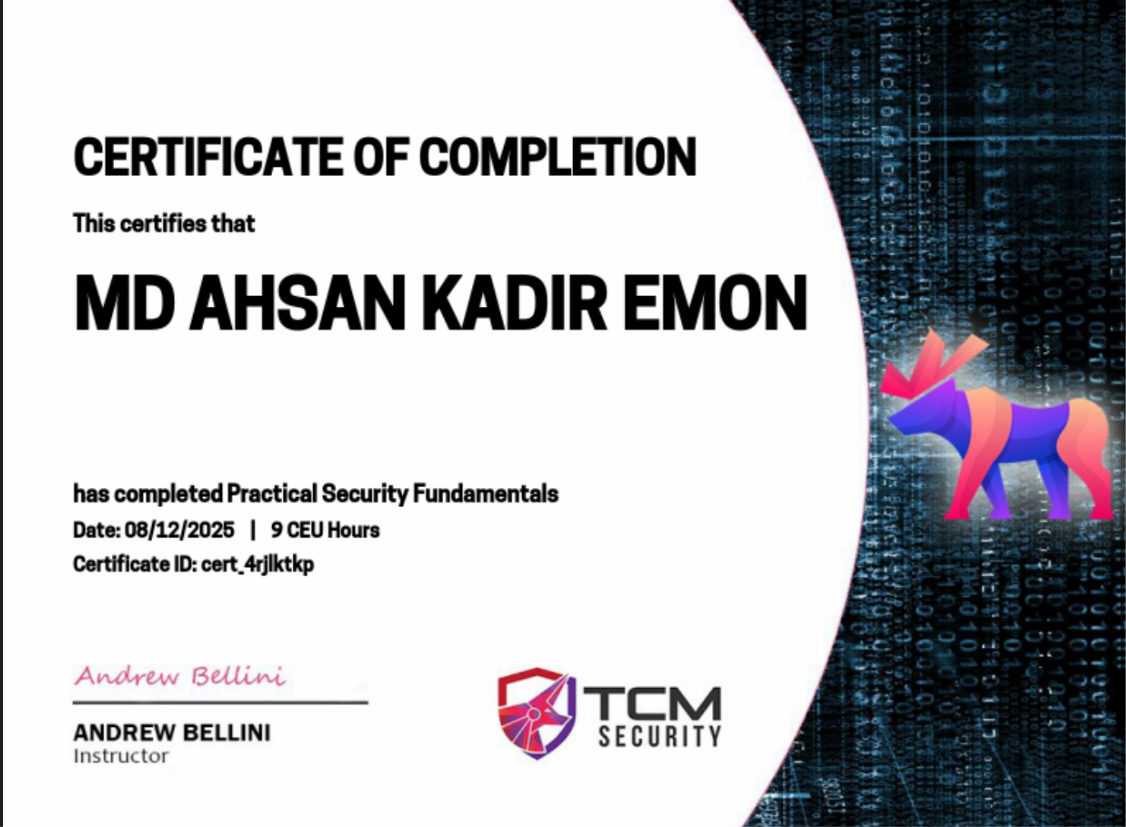 CERTIFICATE OF COMPLETION
This certifies that
MD AHSAN KADIR EMON
has completed Practical Security Fundamentals
Date: 08/12/2025 | 9 CEU Hours
Certificate ID: cert_4rjlktkp
Andrew Bellini
ANDREW BELLINI
Instructor
TCM
SECURITY